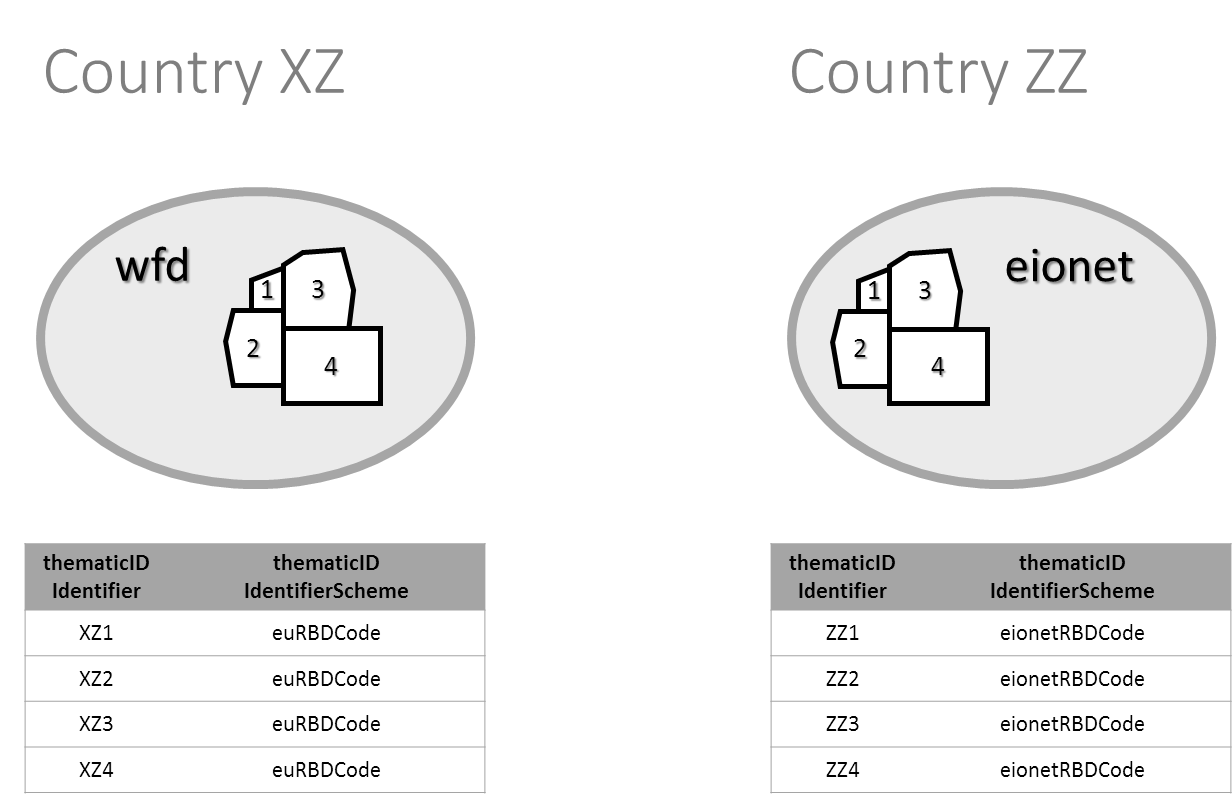 Country XZ
Country ZZ
wfd
1
3
2
4
eionet
1
3
2
4
thematicID
Identifier
thematicID
IdentifierScheme
XZ1 euRBDCode
XZ2 euRBDCode
XZ3 euRBDCode
XZ4 euRBDCode
thematicID
Identifier
thematicID
IdentifierScheme
ZZ1 eionetRBDCode
ZZ2 eionetRBDCode
ZZ3 eionetRBDCode
ZZ4 eionetRBDCode